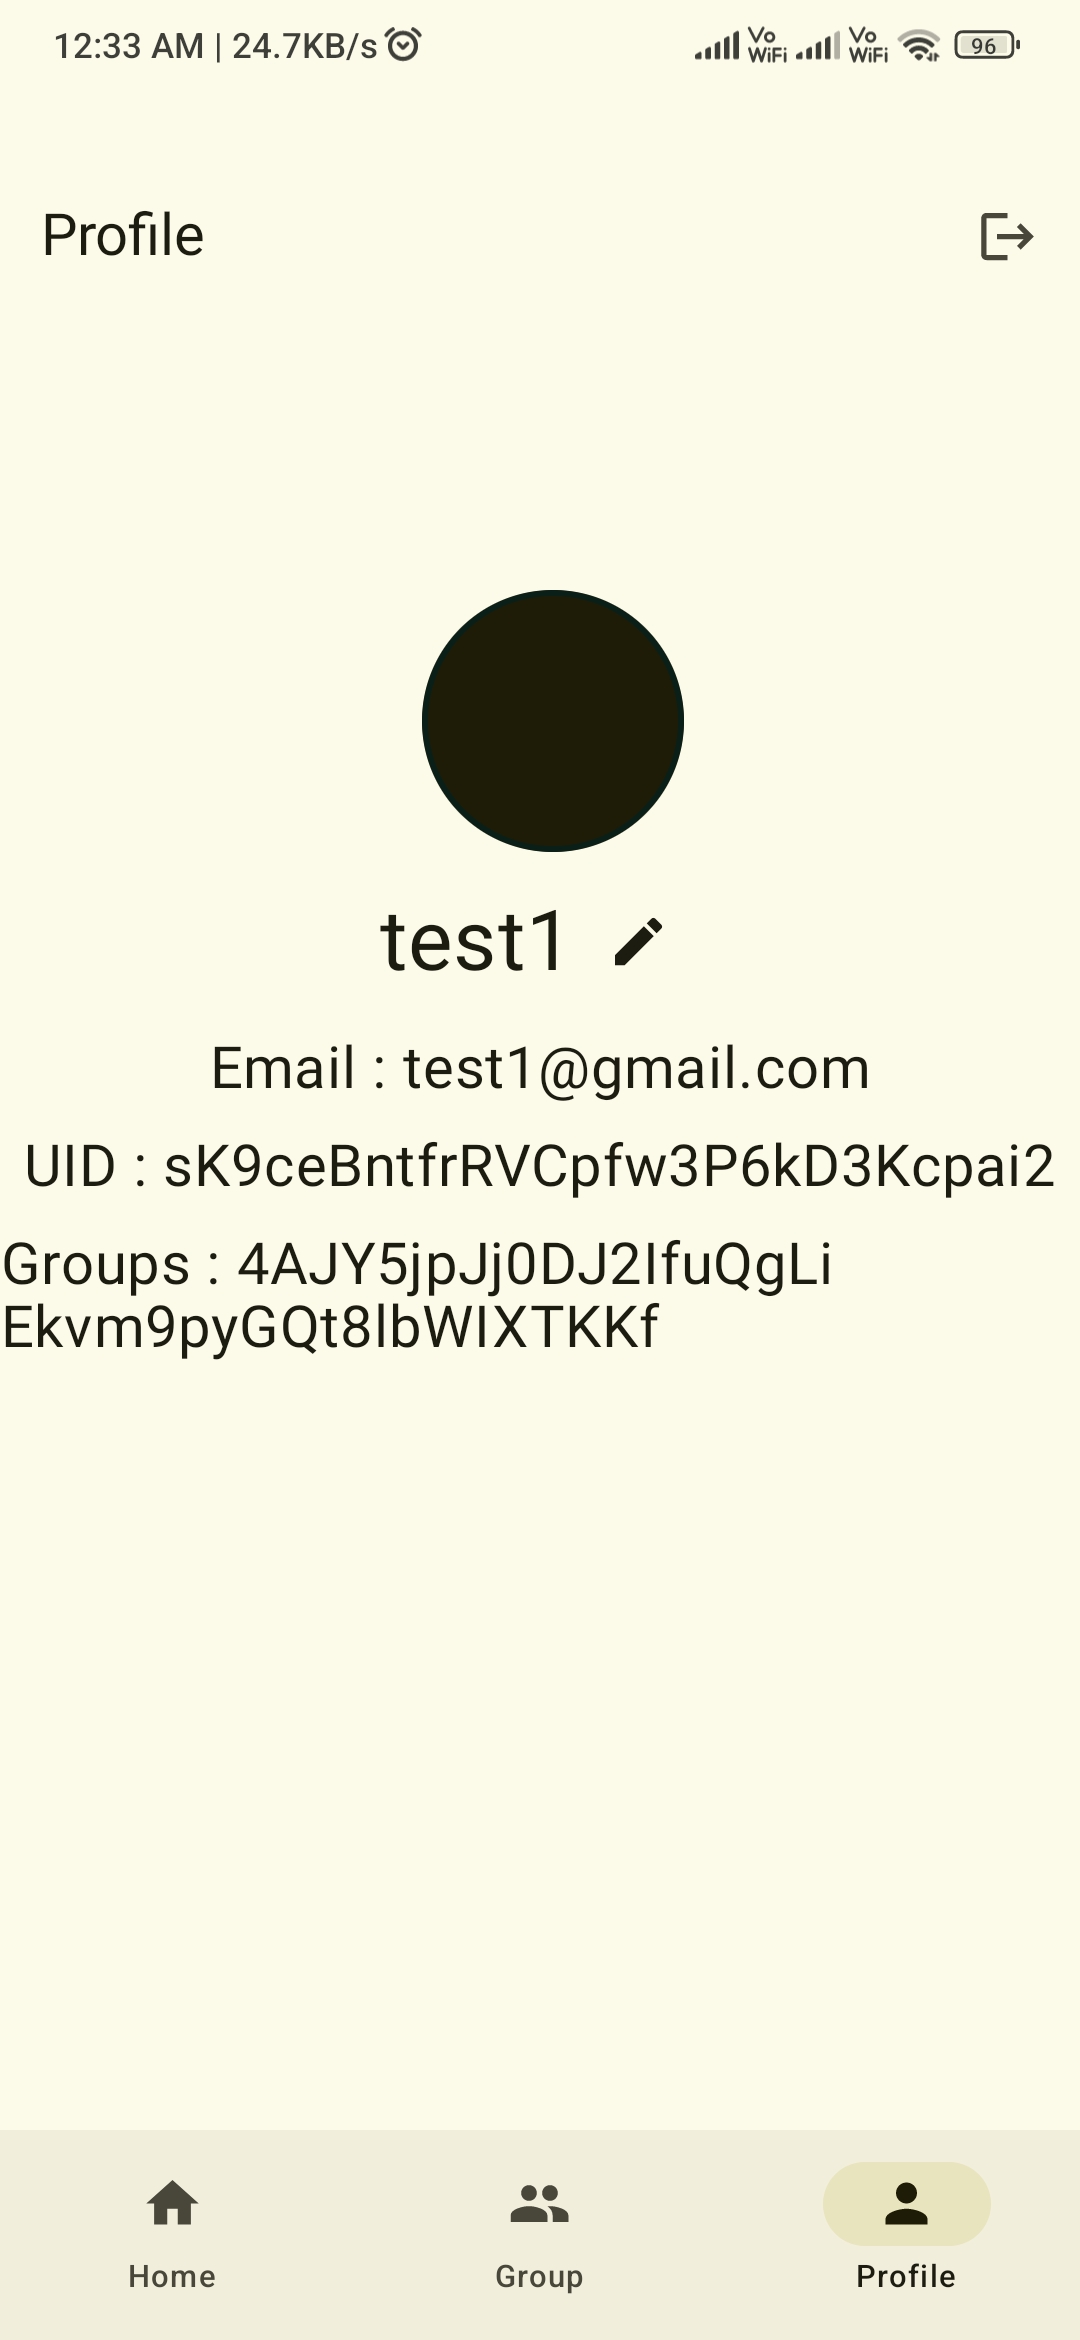 12:33 AM | 24.7KB/s Vo WiFi Vo WiFi 96
Profile
test1
Email : test1@gmail.com
UID : sK9ceBntfrRVCpfw3P6kD3Kcpai2
Groups : 4AJY5jpJj0DJ2IfuQgLi
Ekvm9pyGQt8lbWIXTKKf
Home Group Profile